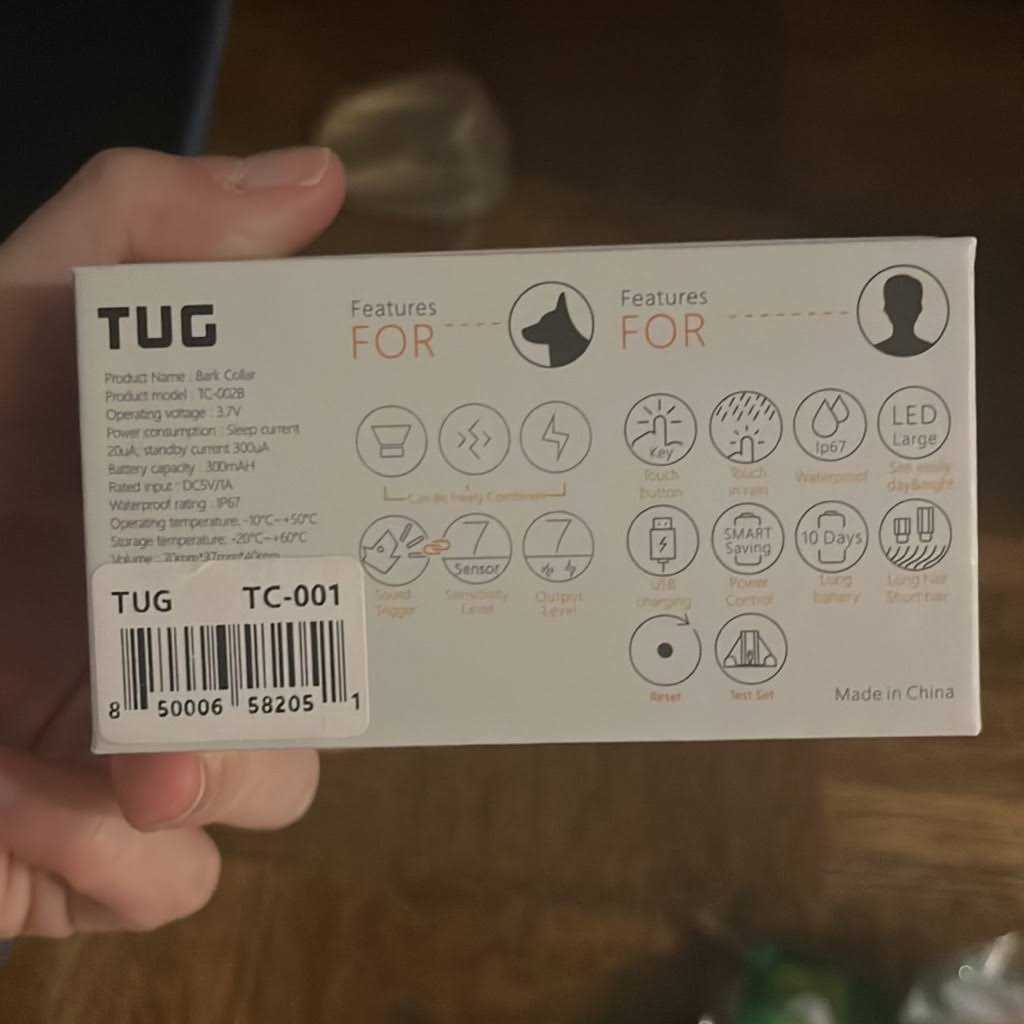 TUG
Product Name : Bark Collar
Product model : TC-002B
Operating voltage : 3.7V
Power consumption : Sleep current
20uA, standby current 300uA
Battery capacity : 300mAH
Rated input : DC5V/1A
Waterproof rating : IP67
Operating temperature: -10°C~+50°C
Storage temperature: -20°C~+60°C
Volume : 70mm*37mm*40mm
TUG TC-001
8 50006 58205 1
Features
FOR
Can Be Freely Combined
7
Sensor
7
Sound
Trigger
Sensitivity
Level
Output
Level
Features
FOR
Key
Ip67
LED
Large
Touch
button
Touch
in rain
Waterproof
See easily
day&night
SMART
Saving
10 Days
USB
charging
Power
Control
Long
battery
Long hair
Short hair
Reset
Test Set
Made in China